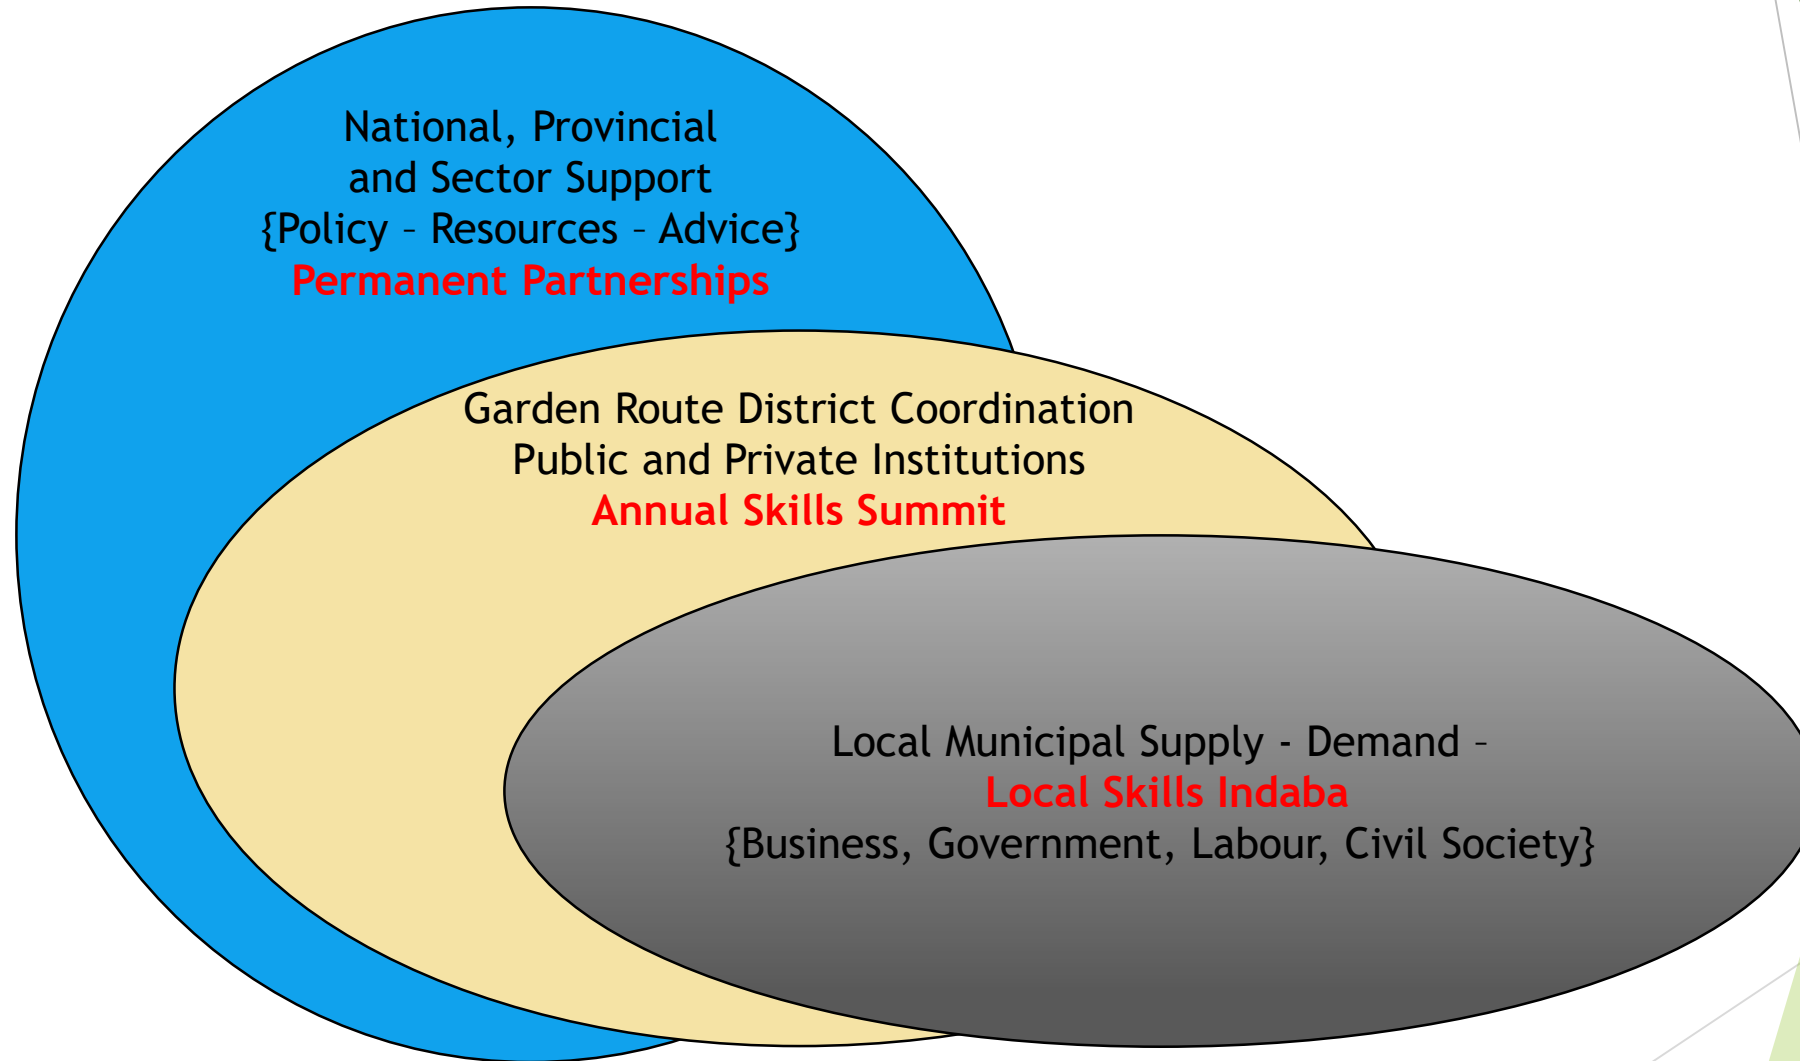 National, Provincial
and Sector Support
{Policy – Resources – Advice}
Permanent Partnerships
Garden Route District Coordination
Public and Private Institutions
Annual Skills Summit
Local Municipal Supply - Demand –
Local Skills Indaba
{Business, Government, Labour, Civil Society}